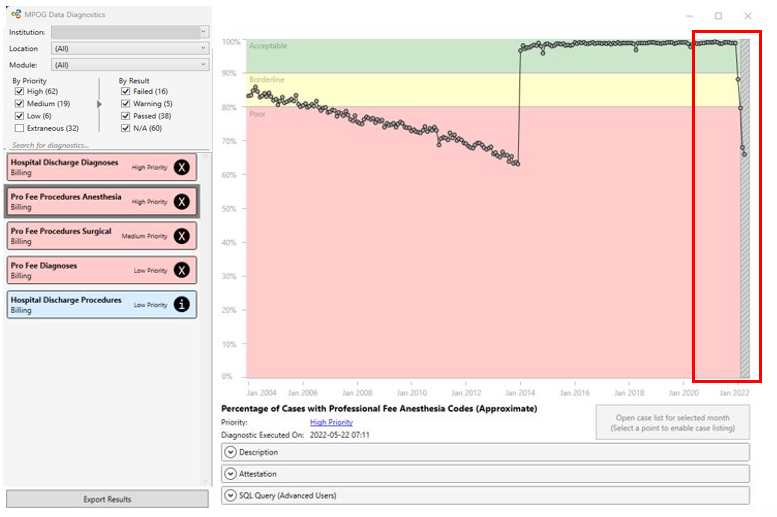 MPOG Data Diagnostics
Institution:
Location (All)
Module: (All)
By Priority By Result
High (62) Failed (16)
Medium (19) Warning (5)
Low (6) Passed (38)
Extraneous (32) N/A (60)
Search for diagnostics...
Hospital Discharge Diagnoses
Billing
High Priority
X
Pro Fee Procedures Anesthesia
Billing
High Priority
X
Pro Fee Procedures Surgical
Billing
Medium Priority
X
Pro Fee Diagnoses
Billing
Low Priority
X
Hospital Discharge Procedures
Billing
Low Priority
i
Export Results
100%
90%
80%
70%
60%
50%
40%
30%
20%
10%
0%
Acceptable
Borderline
Poor
Jan 2004 Jan 2006 Jan 2008 Jan 2010 Jan 2012 Jan 2014 Jan 2016 Jan 2018 Jan 2020 Jan 2022
Percentage of Cases with Professional Fee Anesthesia Codes (Approximate)
Priority: High Priority
Diagnostic Executed On: 2022-05-22 07:11
Open case list for selected month
(Select a point to enable case listing)
Description
Attestation
SQL Query (Advanced Users)